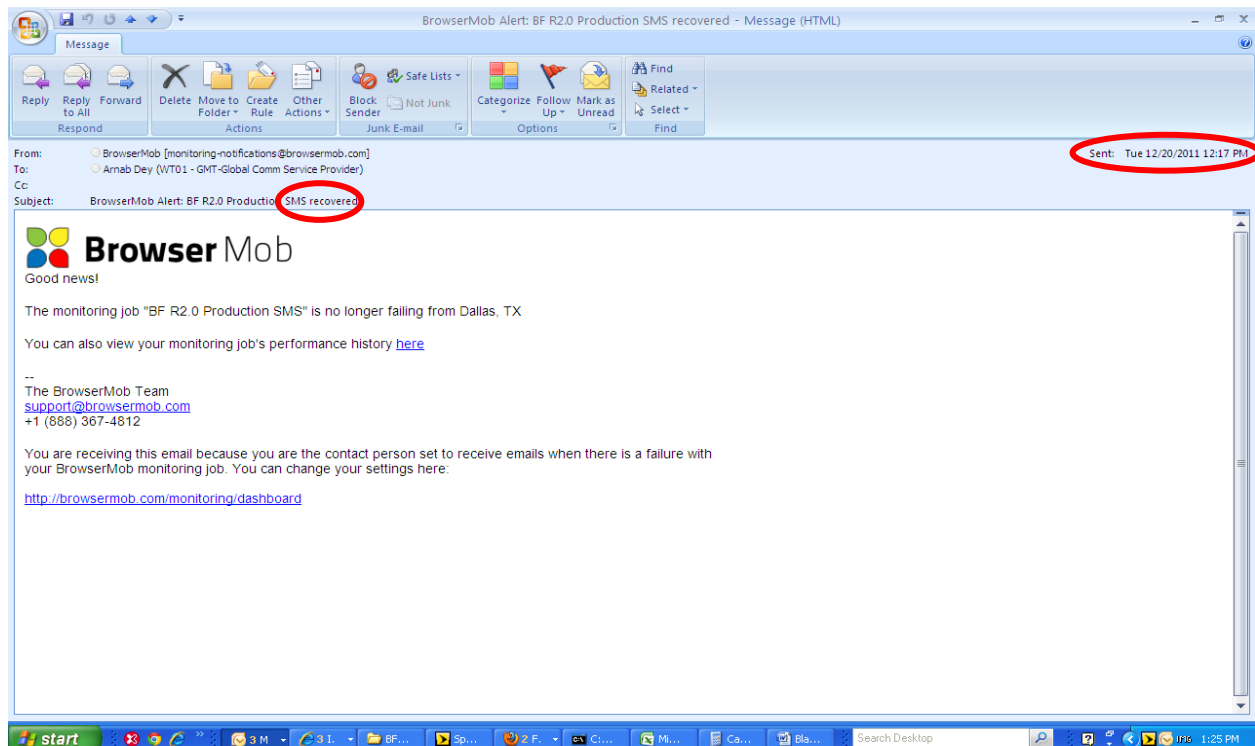 BrowserMob Alert: BF R2.0 Production SMS recovered - Message (HTML)
Message
Reply
Reply to All
Forward
Respond
Delete
Move to Folder
Create Rule
Other Actions
Actions
Block Sender
Safe Lists
Not Junk
Junk E-mail
Categorize
Follow Up
Mark as Unread
Options
Find
Related
Select
Find
From: BrowserMob [monitoring-notifications@browsermob.com]
Sent: Tue 12/20/2011 12:17 PM
To: Arnab Dey (WT01 - GMT-Global Comm Service Provider)
Cc:
Subject: BrowserMob Alert: BF R2.0 Production SMS recovered
Browser Mob
Good news!
The monitoring job "BF R2.0 Production SMS" is no longer failing from Dallas, TX
You can also view your monitoring job's performance history here
--
The BrowserMob Team
support@browsermob.com
+1 (888) 367-4812
You are receiving this email because you are the contact person set to receive emails when there is a failure with
your BrowserMob monitoring job. You can change your settings here:
http://browsermob.com/monitoring/dashboard
start
3 M
3 I.
BF...
Sp...
2 F.
C:...
Mi...
Ca...
Bla...
Search Desktop
1:25 PM